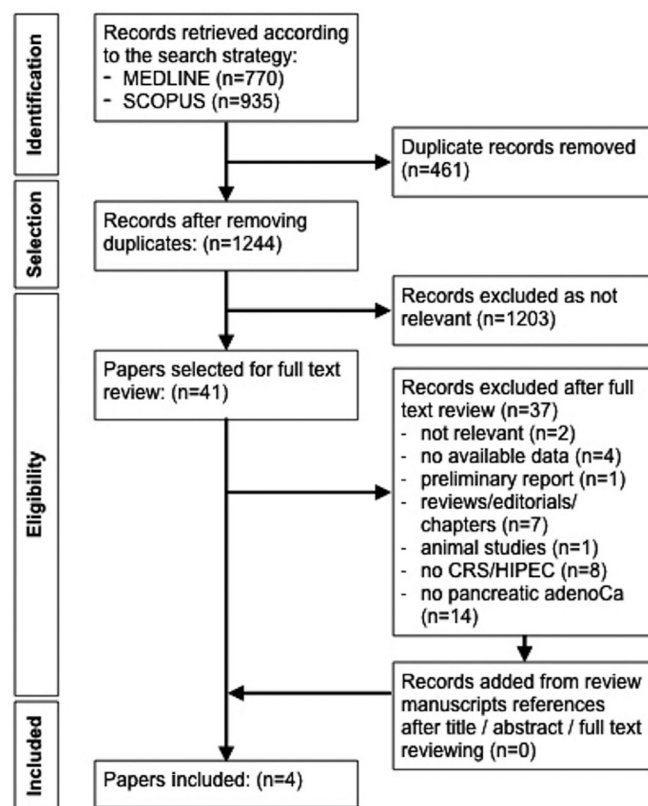 Identification
Records retrieved according
to the search strategy:
- MEDLINE (n=770)
- SCOPUS (n=935)
Duplicate records removed
(n=461)
Selection
Records after removing
duplicates: (n=1244)
Records excluded as not
relevant (n=1203)
Eligibility
Papers selected for full text
review: (n=41)
Records excluded after full
text review (n=37)
- not relevant (n=2)
- no available data (n=4)
- preliminary report (n=1)
- reviews/editorials/
chapters (n=7)
- animal studies (n=1)
- no CRS/HIPEC (n=8)
- no pancreatic adenoCa
(n=14)
Records added from review
manuscripts references
after title / abstract / full text
reviewing (n=0)
Included
Papers included: (n=4)